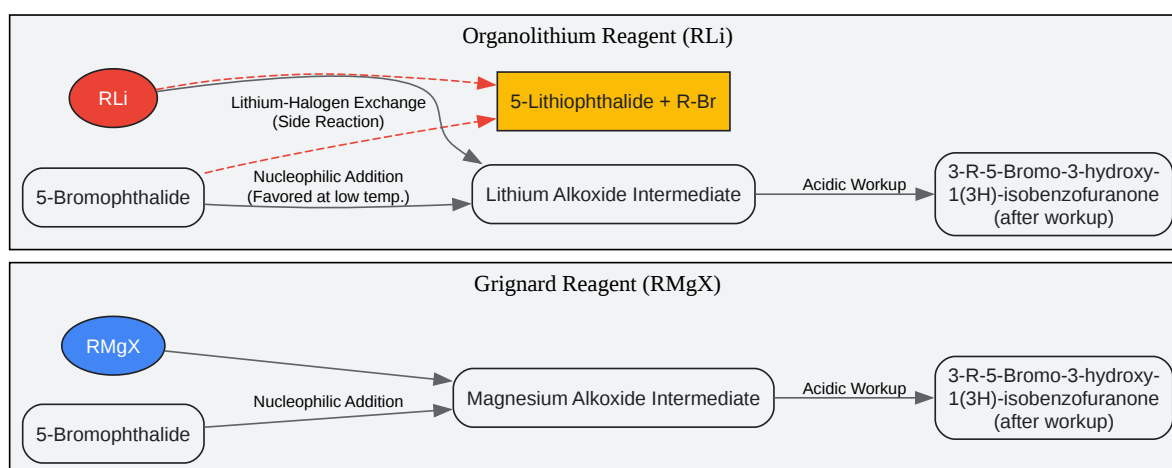 Organolithium Reagent (RLi)
RLi
Lithium-Halogen Exchange
(Side Reaction)
5-Lithiophthalide + R-Br
5-Bromophthalide
Nucleophilic Addition
(Favored at low temp.)
Lithium Alkoxide Intermediate
Acidic Workup
3-R-5-Bromo-3-hydroxy-
1(3H)-isobenzofuranone
(after workup)
Grignard Reagent (RMgX)
RMgX
5-Bromophthalide
Nucleophilic Addition
Magnesium Alkoxide Intermediate
Acidic Workup
3-R-5-Bromo-3-hydroxy-
1(3H)-isobenzofuranone
(after workup)